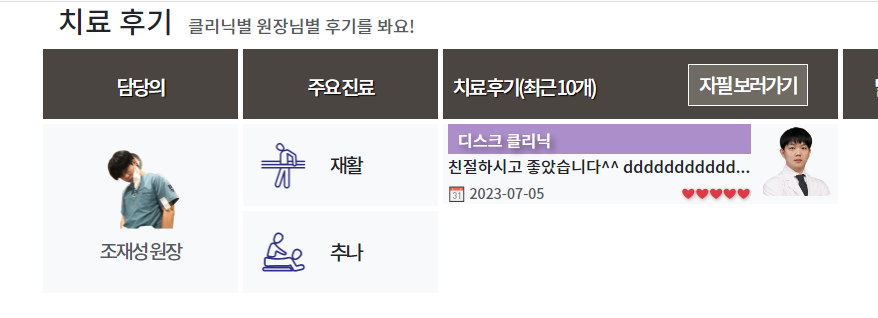 치료 후기 클리닉별 원장님별 후기를 봐요!
담당의 주요진료 치료후기(최근10개) 자필보러가기
디스크 클리닉
재활 친절하시고 좋았습니다^^ ddddddddddd...
31 2023-07-05
조재성 원장 추나